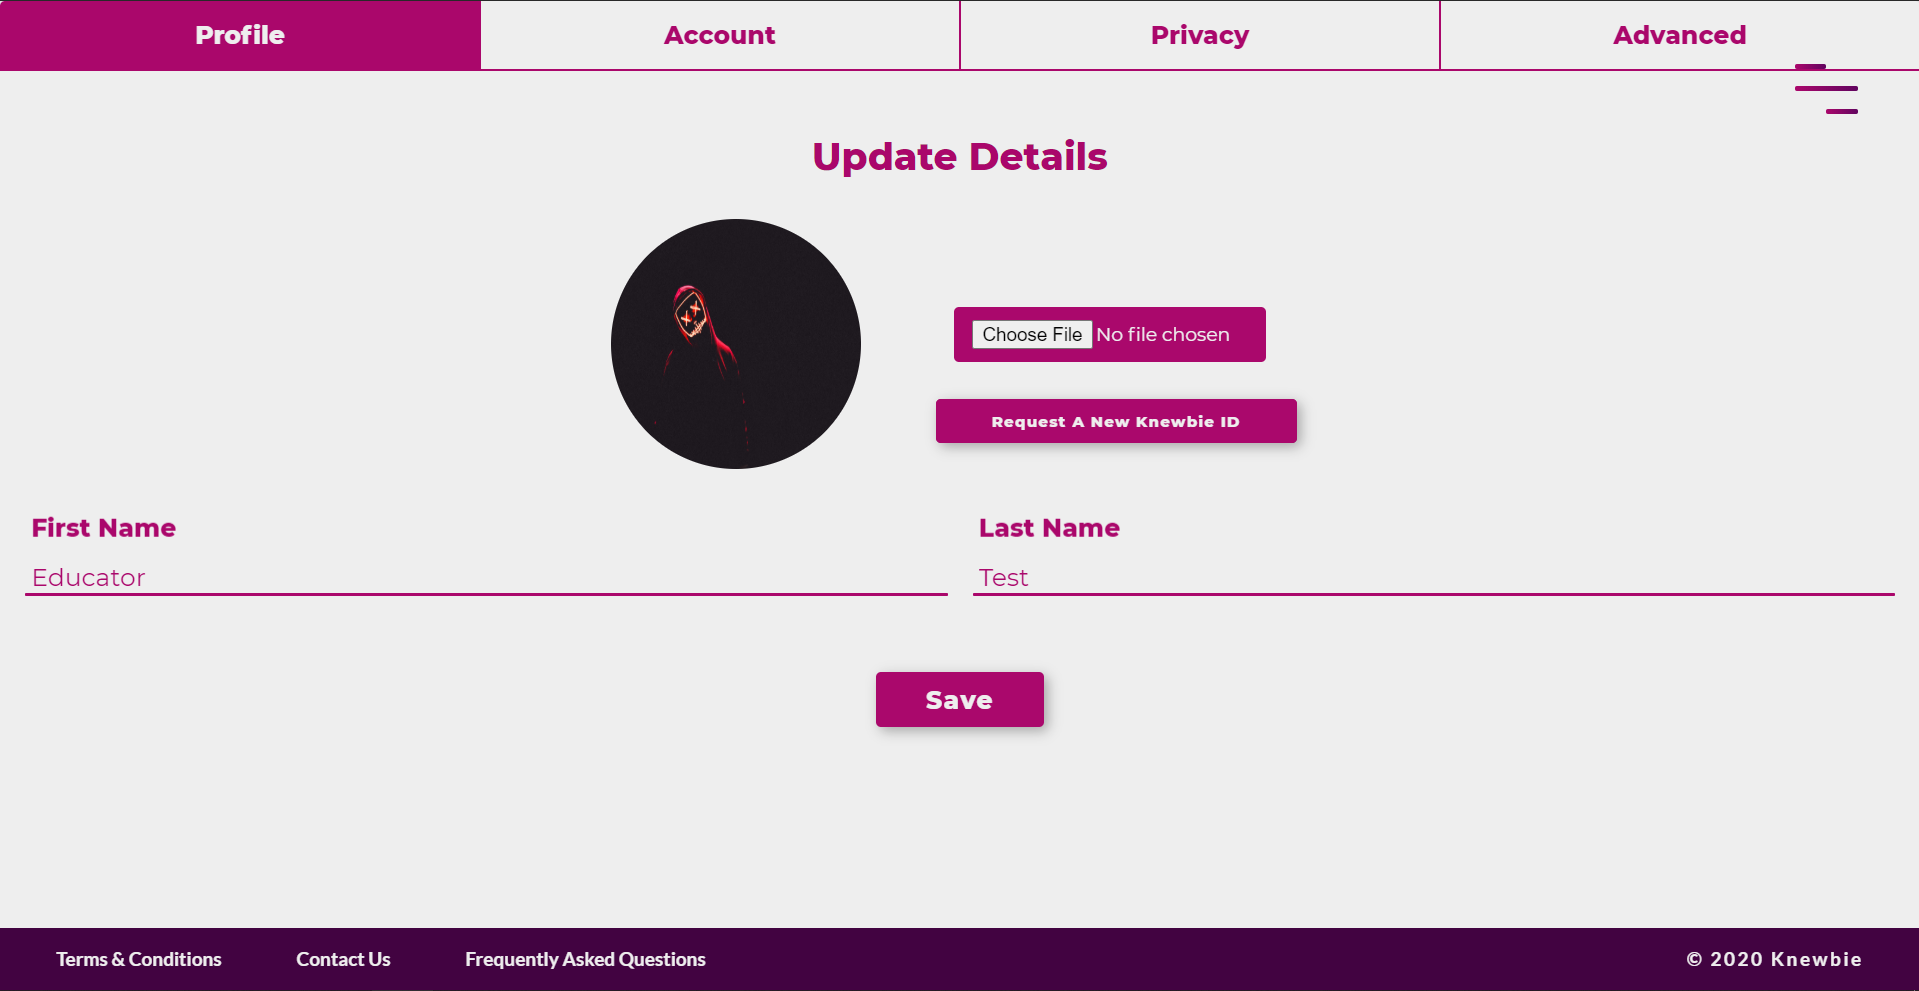 Profile Account Privacy Advanced
Update Details
Choose File No file chosen
Request A New Knewbie ID
First Name Last Name
Educator Test
Save
Terms & Conditions Contact Us Frequently Asked Questions © 2020 Knewbie